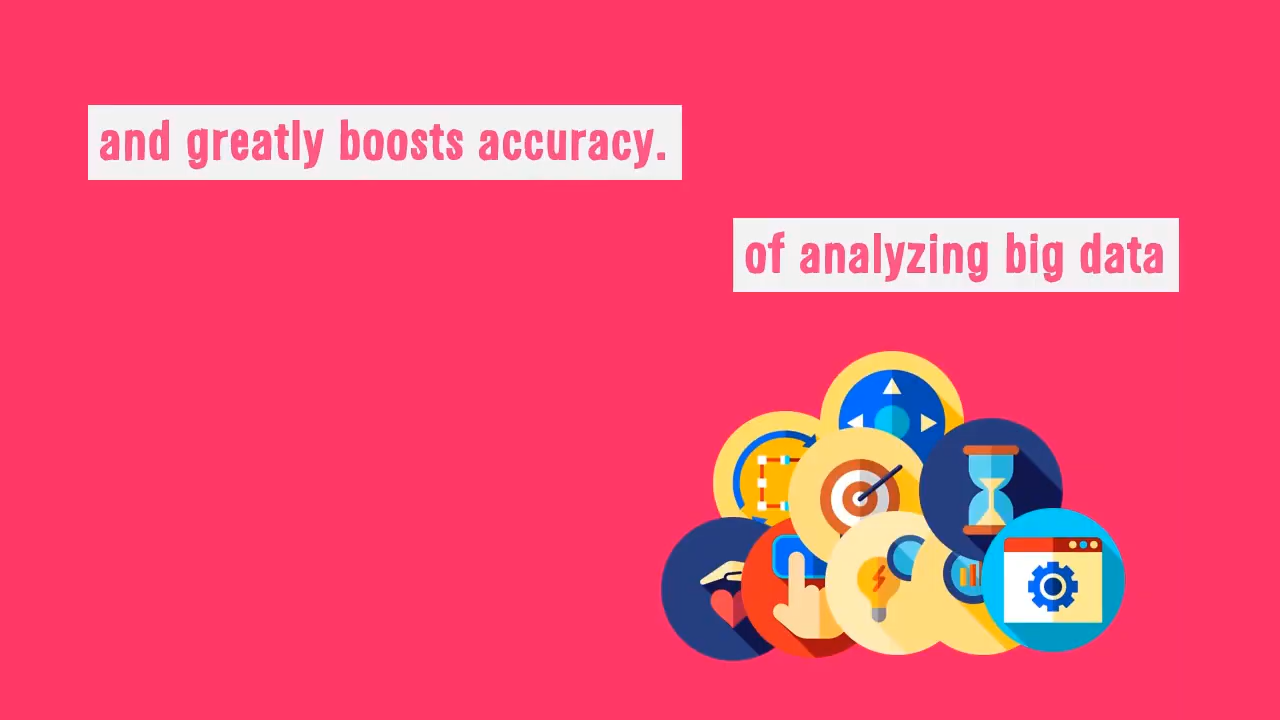 and greatly boosts accuracy.
of analyzing big data